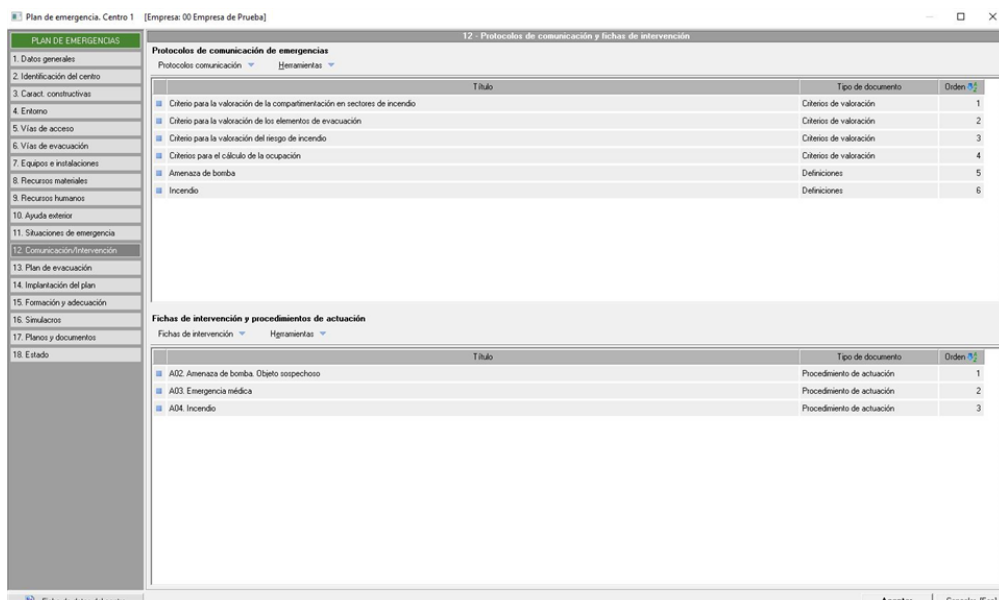 Plan de emergencia. Centro 1 [Empresa: 00 Empresa de Prueba]
PLAN DE EMERGENCIAS
1. Datos generales
2. Identificación del centro
3. Caract. constructivas
4. Entorno
5. Vías de acceso
6. Vías de evacuación
7. Equipos e instalaciones
8. Recursos materiales
9. Recursos humanos
10. Ayuda exterior
11. Situaciones de emergencia
12. Comunicación/Intervención
13. Plan de evacuación
14. Implantación del plan
15. Formación y adecuación
16. Simulacros
17. Planos y documentos
18. Estado
12 - Protocolos de comunicación y fichas de intervención
Protocolos de comunicación de emergencias
Protocolos comunicación Herramientas
Título Tipo de documento Orden
Criterio para la valoración de la compartimentación en sectores de incendio Criterios de valoración 1
Criterio para la valoración de los elementos de evacuación Criterios de valoración 2
Criterio para la valoración del riesgo de incendio Criterios de valoración 3
Criterios para el cálculo de la ocupación Criterios de valoración 4
Amenaza de bomba Definiciones 5
Incendio Definiciones 6
Fichas de intervención y procedimientos de actuación
Fichas de intervención Herramientas
Título Tipo de documento Orden
A02. Amenaza de bomba. Objeto sospechoso Procedimiento de actuación 1
A03. Emergencia médica Procedimiento de actuación 2
A04. Incendio Procedimiento de actuación 3